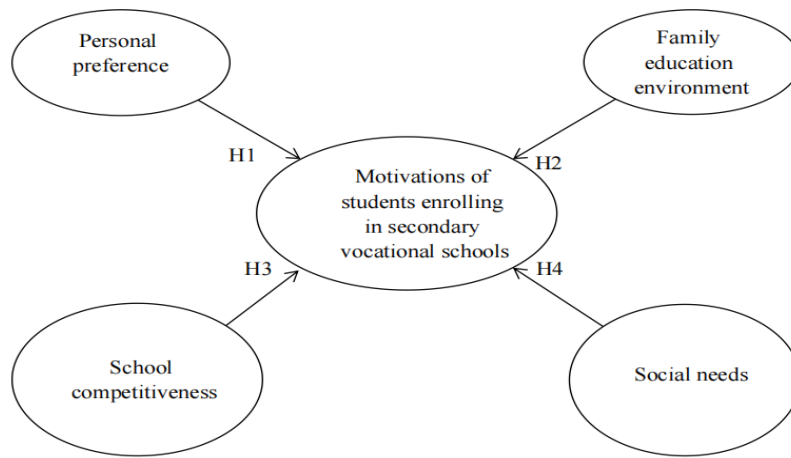 Personal
preference
Family
education
environment
H1
H2
Motivations of
students enrolling
in secondary
vocational schools
H3
H4
School
competitiveness
Social needs